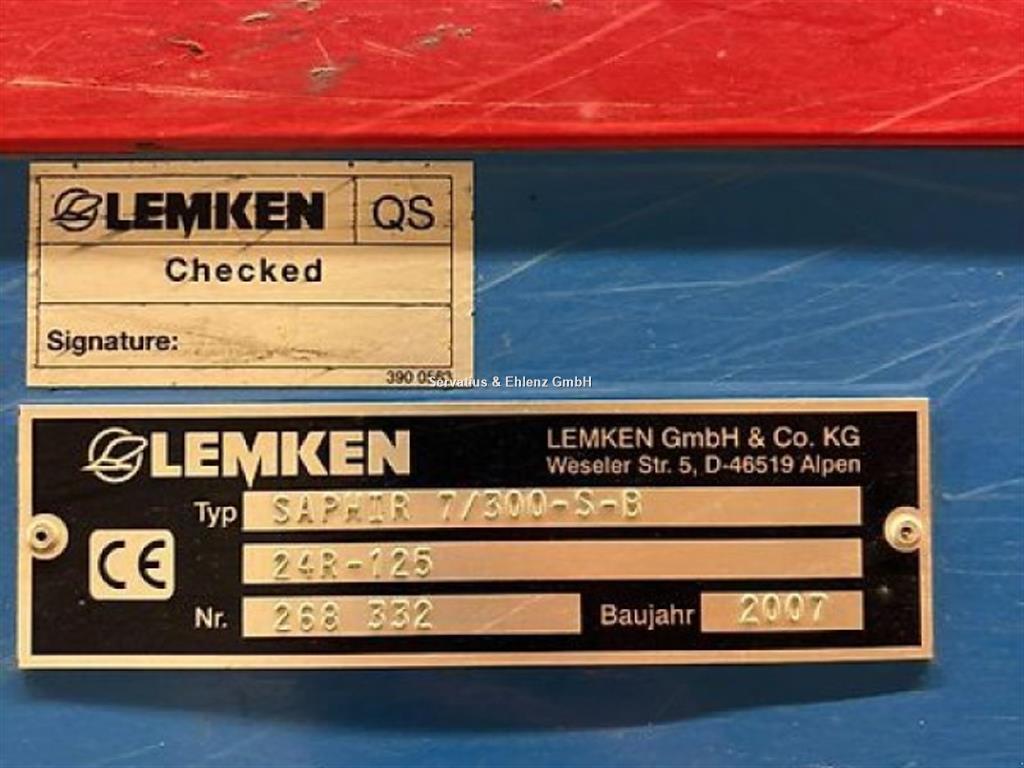 LEMKEN QS
Checked
Signature:
390 0563
Servatius & Ehlenz GmbH
LEMKEN
LEMKEN GmbH & Co. KG
Weseler Str. 5, D-46519 Alpen
Typ SAPHIR 7/300-S-B
CE 24R-125
Nr. 268 332 Baujahr 2007